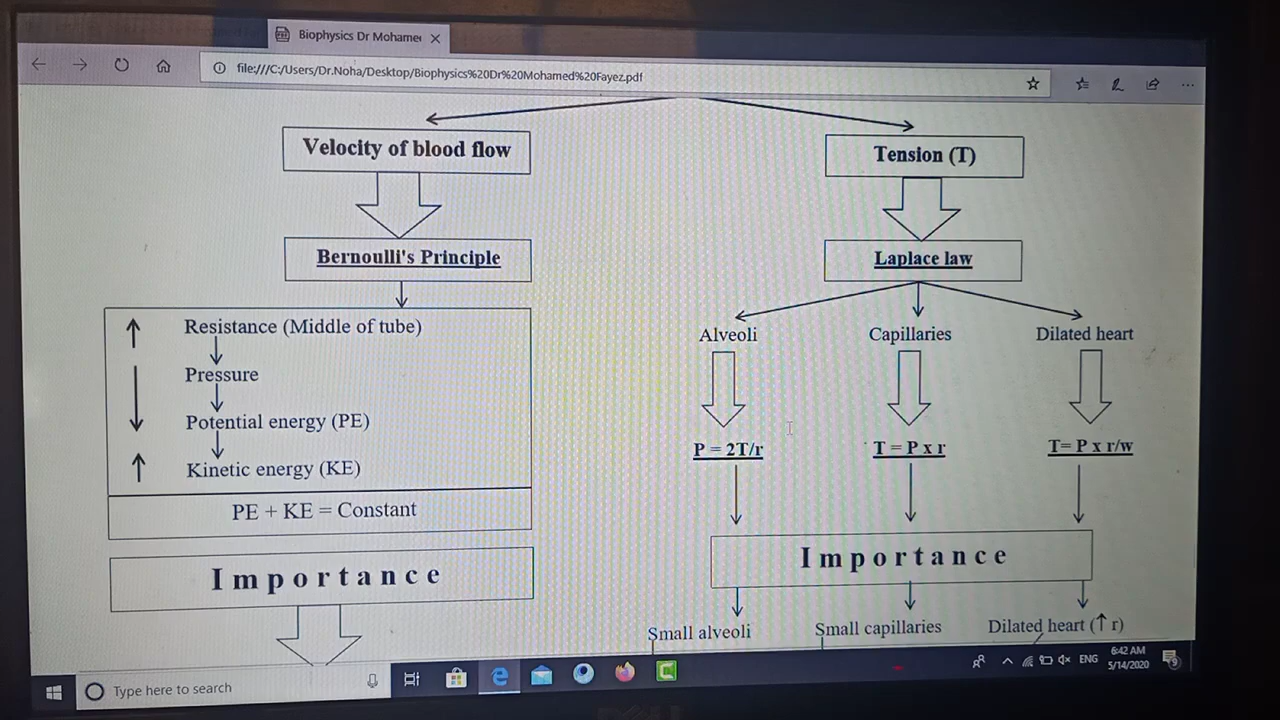 Biophysics Dr Mohame
file:///C:/Users/Dr.Noha/Desktop/Biophysics%20Dr%20Mohamed%20Fayez.pdf
Velocity of blood flow
Bernoulli's Principle
Resistance (Middle of tube)
Pressure
Potential energy (PE)
Kinetic energy (KE)
PE + KE = Constant
Importance
Tension (T)
Laplace law
Alveoli
Capillaries
Dilated heart
P = 2T/r
T = P x r
T= P x r/w
Importance
Small alveoli
Small capillaries
Dilated heart (↑ r)
Type here to search
ENG
6:42 AM
5/14/2020
9